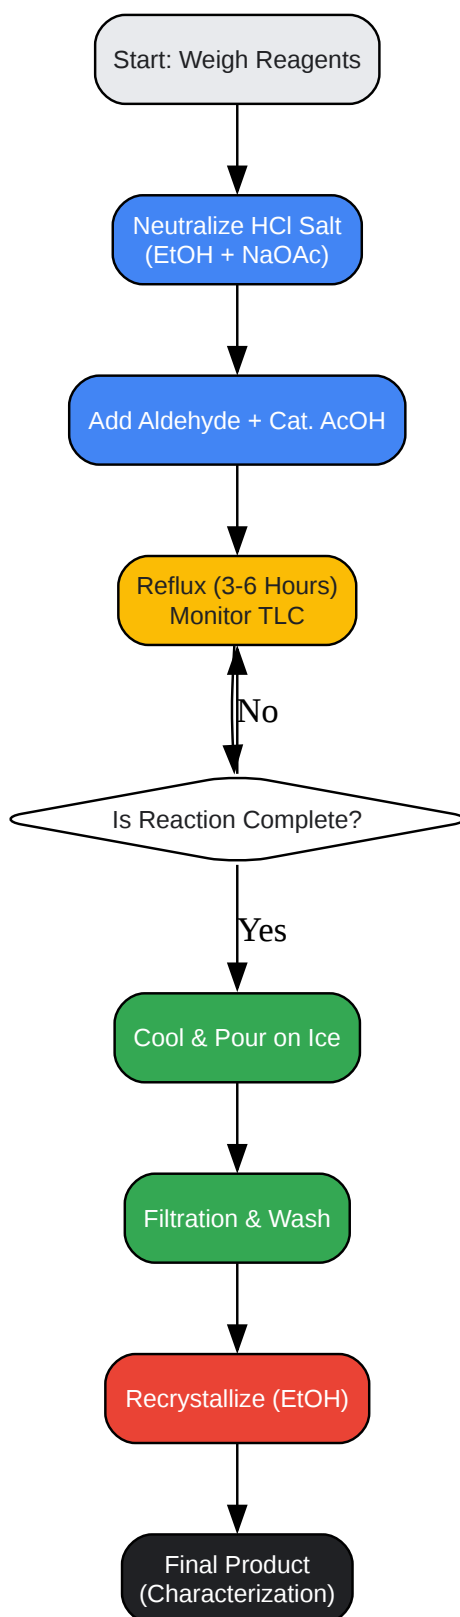 Start: Weigh Reagents
Neutralize HCl Salt
(EtOH + NaOAc)
Add Aldehyde + Cat. AcOH
Reflux (3-6 Hours)
Monitor TLC
No
Is Reaction Complete?
Yes
Cool & Pour on Ice
Filtration & Wash
Recrystallize (EtOH)
Final Product
(Characterization)